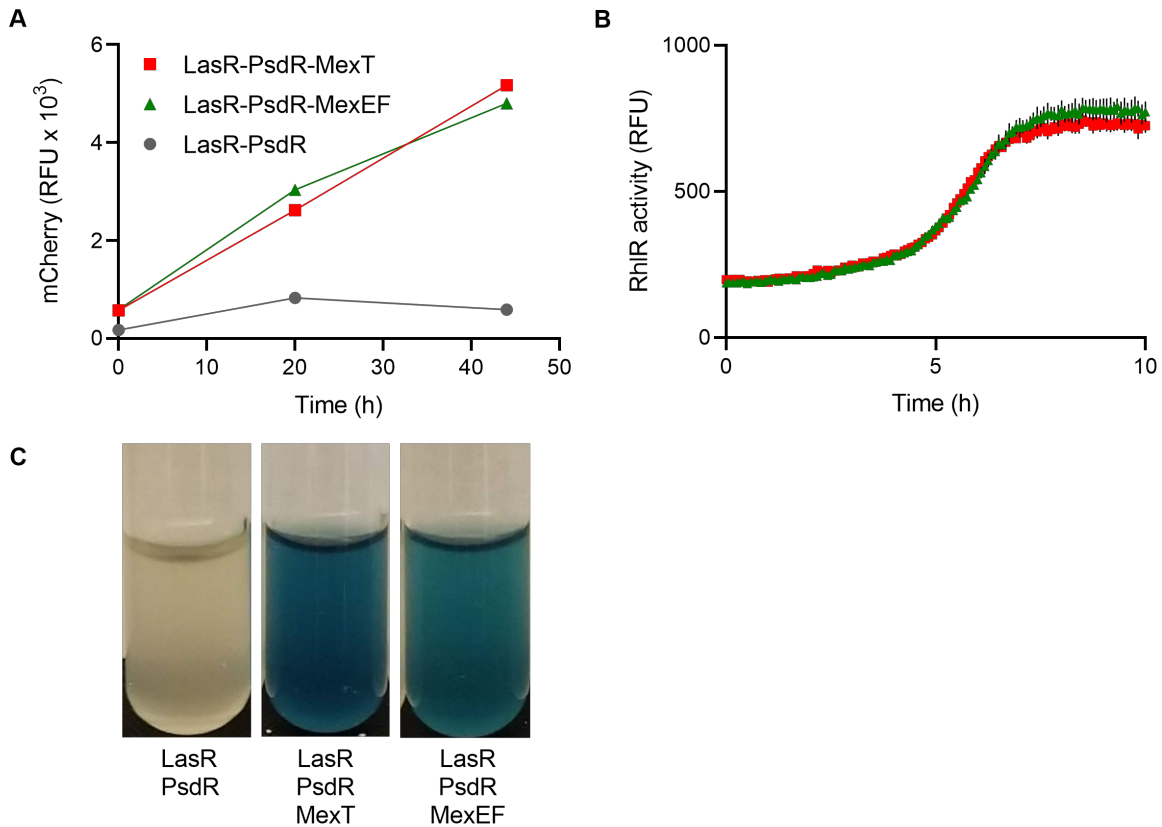 A
mCherry (RFU x 10³)
6
4
2
0
0 10 20 30 40 50
Time (h)
LasR-PsdR-MexT
LasR-PsdR-MexEF
LasR-PsdR
B
RhlR activity (RFU)
1000
500
0
0 5 10
Time (h)
C
LasR
PsdR
LasR
PsdR
MexT
LasR
PsdR
MexEF